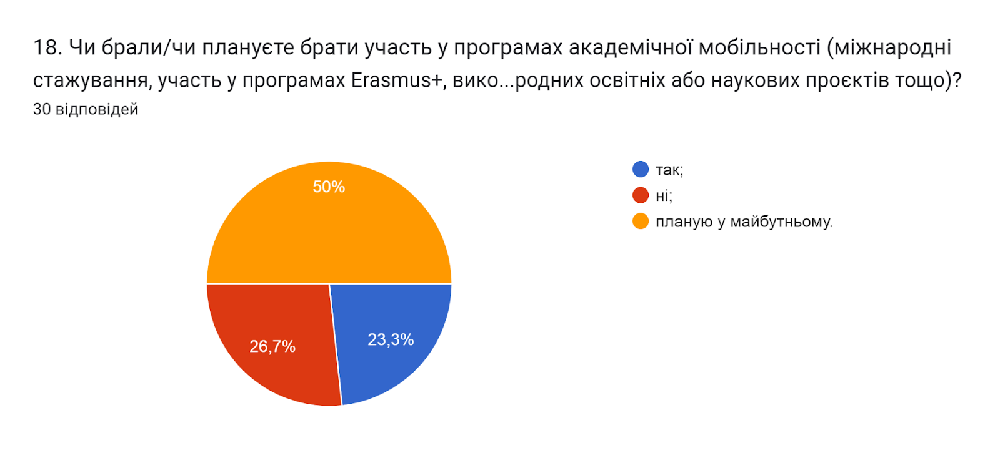 18. Чи брали/чи плануєте брати участь у програмах академічної мобільності (міжнародні
стажування, участь у програмах Erasmus+, вико...родних освітніх або наукових проєктів тощо)?
30 відповідей
50%
26,7%
23,3%
так;
ні;
планую у майбутньому.